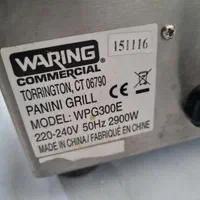 WARING
COMMERCIAL
151116
TORRINGTON, CT 06790
PANINI GRILL
MODEL: WPG300E
220-240V 50Hz 2900W
MADE IN CHINA / FABRIQUÉ EN CHINE
CE